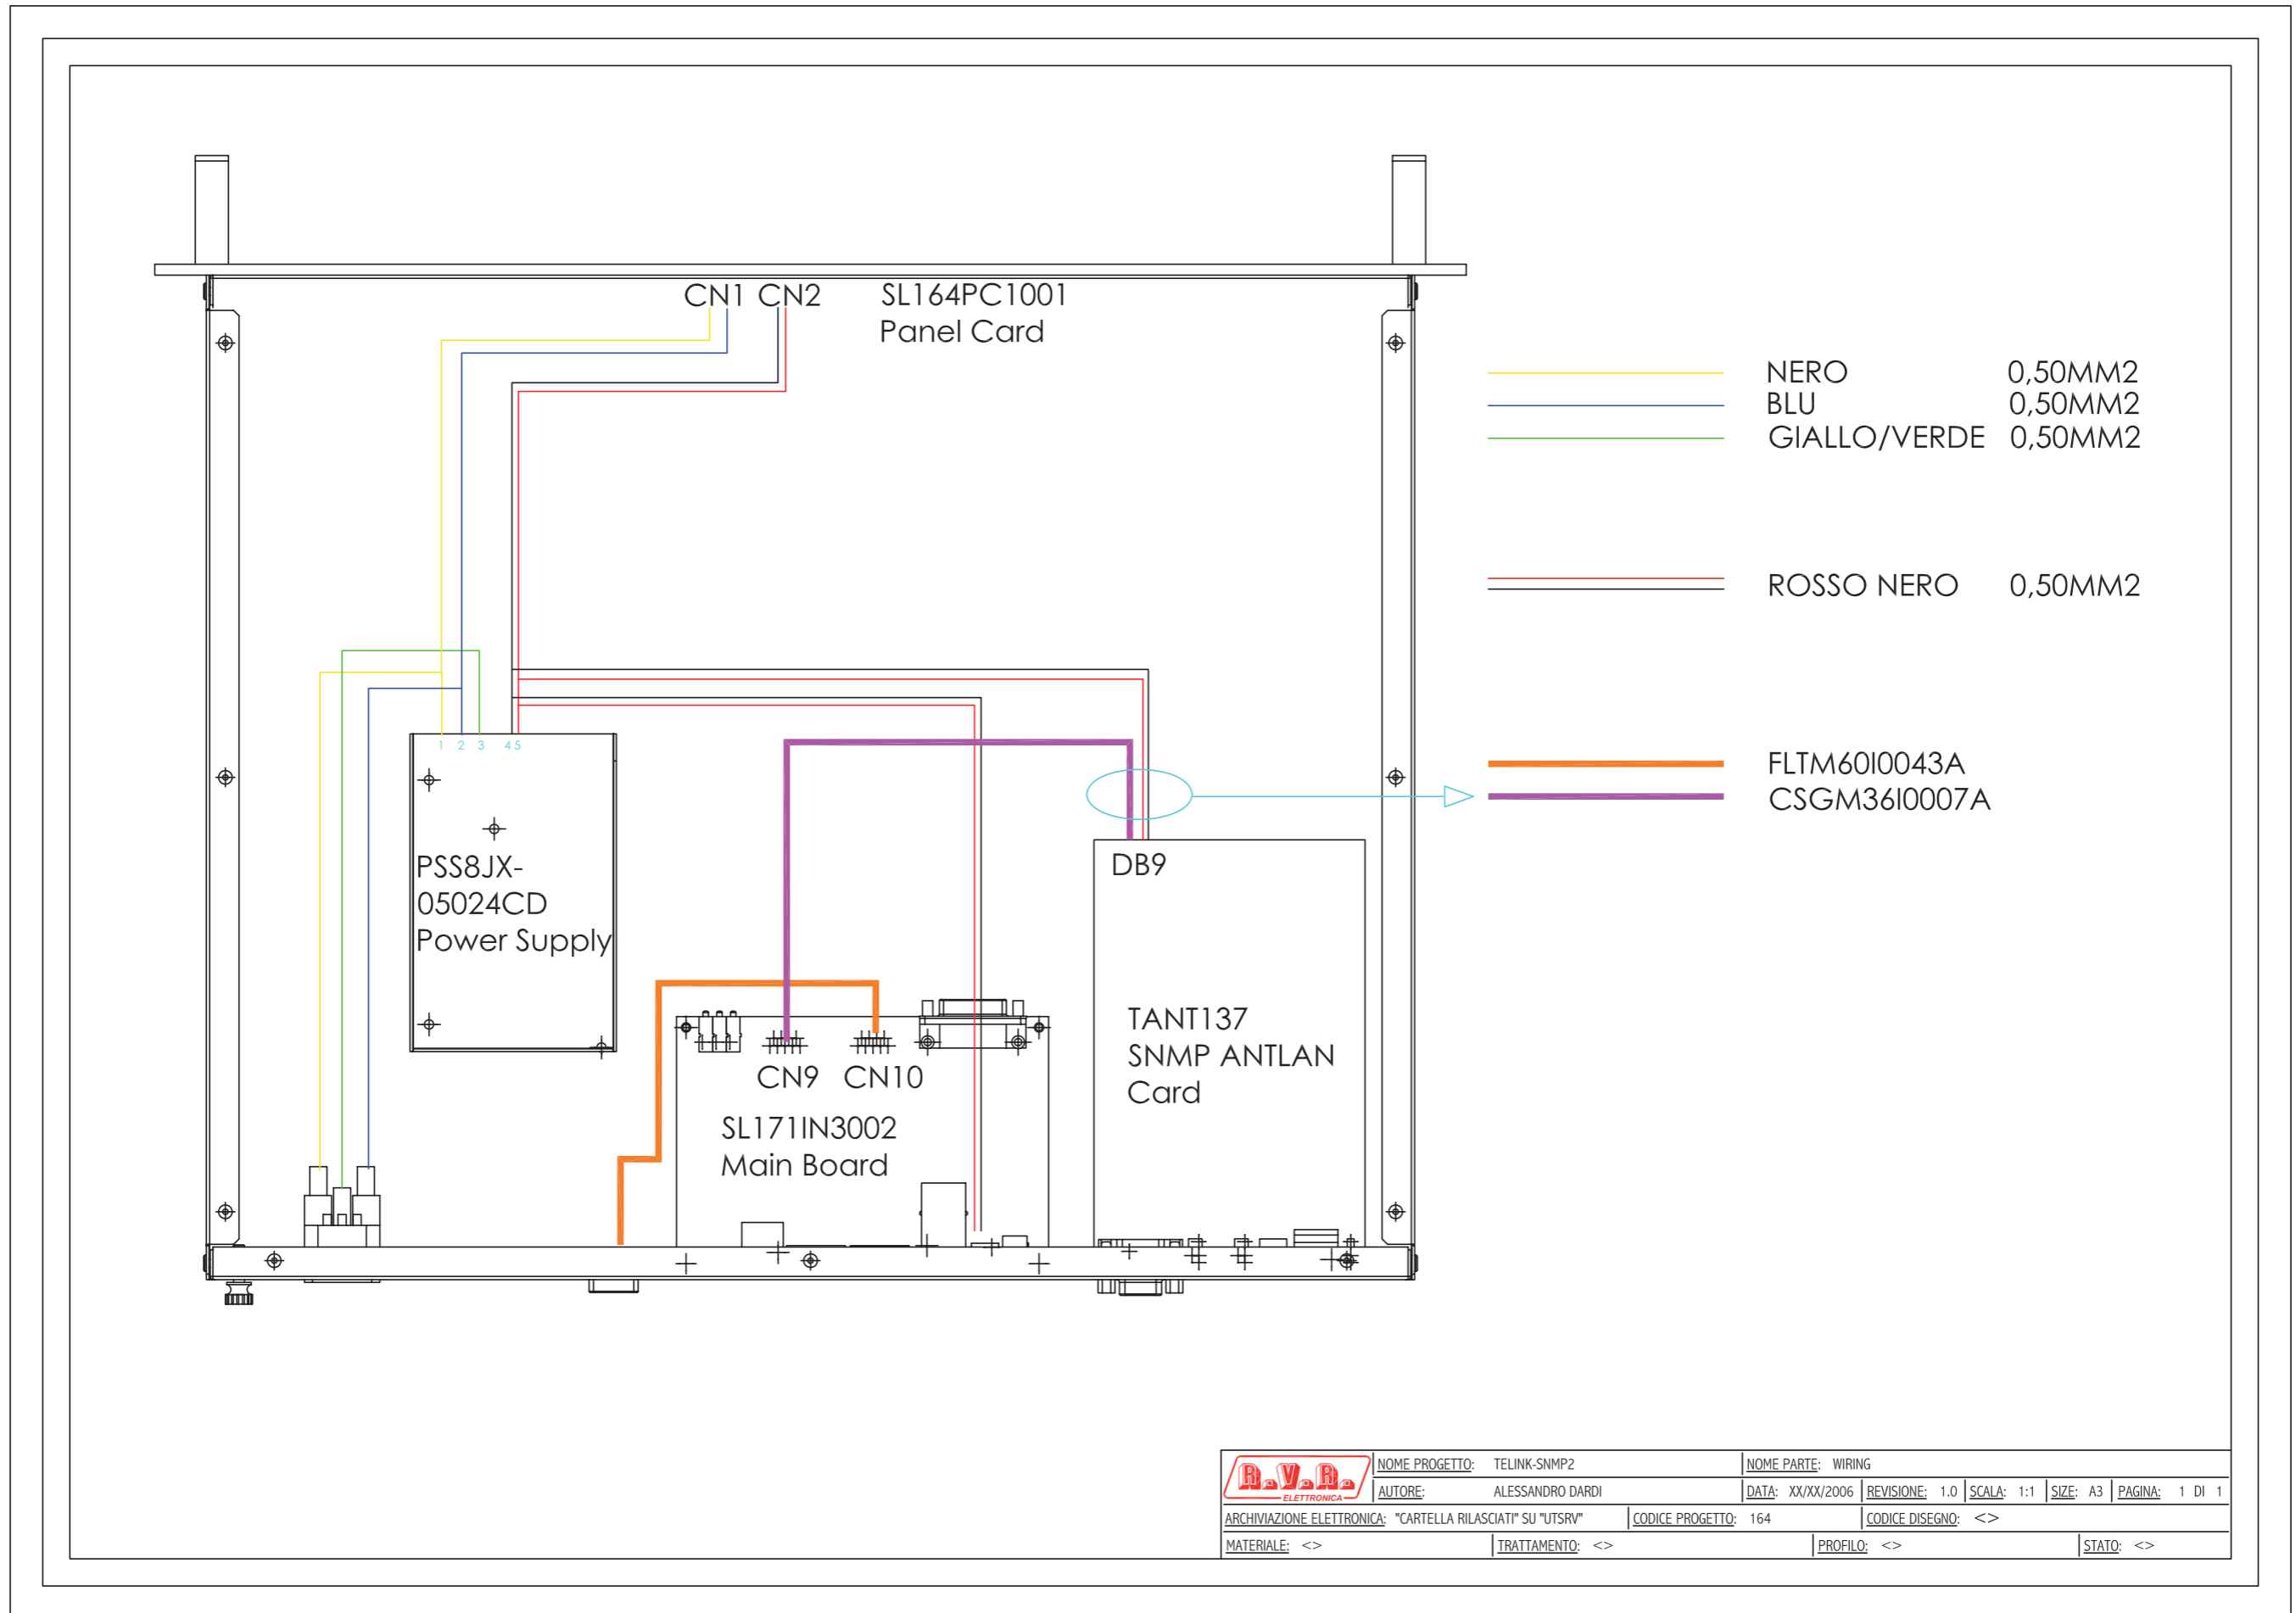 CN1 CN2 SL164PC1001
Panel Card
NERO 0,50MM2
BLU 0,50MM2
GIALLO/VERDE 0,50MM2
ROSSO NERO 0,50MM2
1 2 3 4 5
FLTM60I0043A
CSGM36I0007A
PSS8JX-
05024CD
Power Supply
DB9
TANT137
SNMP ANTLAN
Card
CN9 CN10
SL171IN3002
Main Board
R.V.R.
ELETTRONICA
NOME PROGETTO: TELINK-SNMP2 NOME PARTE: WIRING
AUTORE: ALESSANDRO DARDI DATA: XX/XX/2006 REVISIONE: 1.0 SCALA: 1:1 SIZE: A3 PAGINA: 1 DI 1
ARCHIVIAZIONE ELETTRONICA: "CARTELLA RILASCIATI" SU "UTSRV" CODICE PROGETTO: 164 CODICE DISEGNO: <>
MATERIALE: <> TRATTAMENTO: <> PROFILO: <> STATO: <>